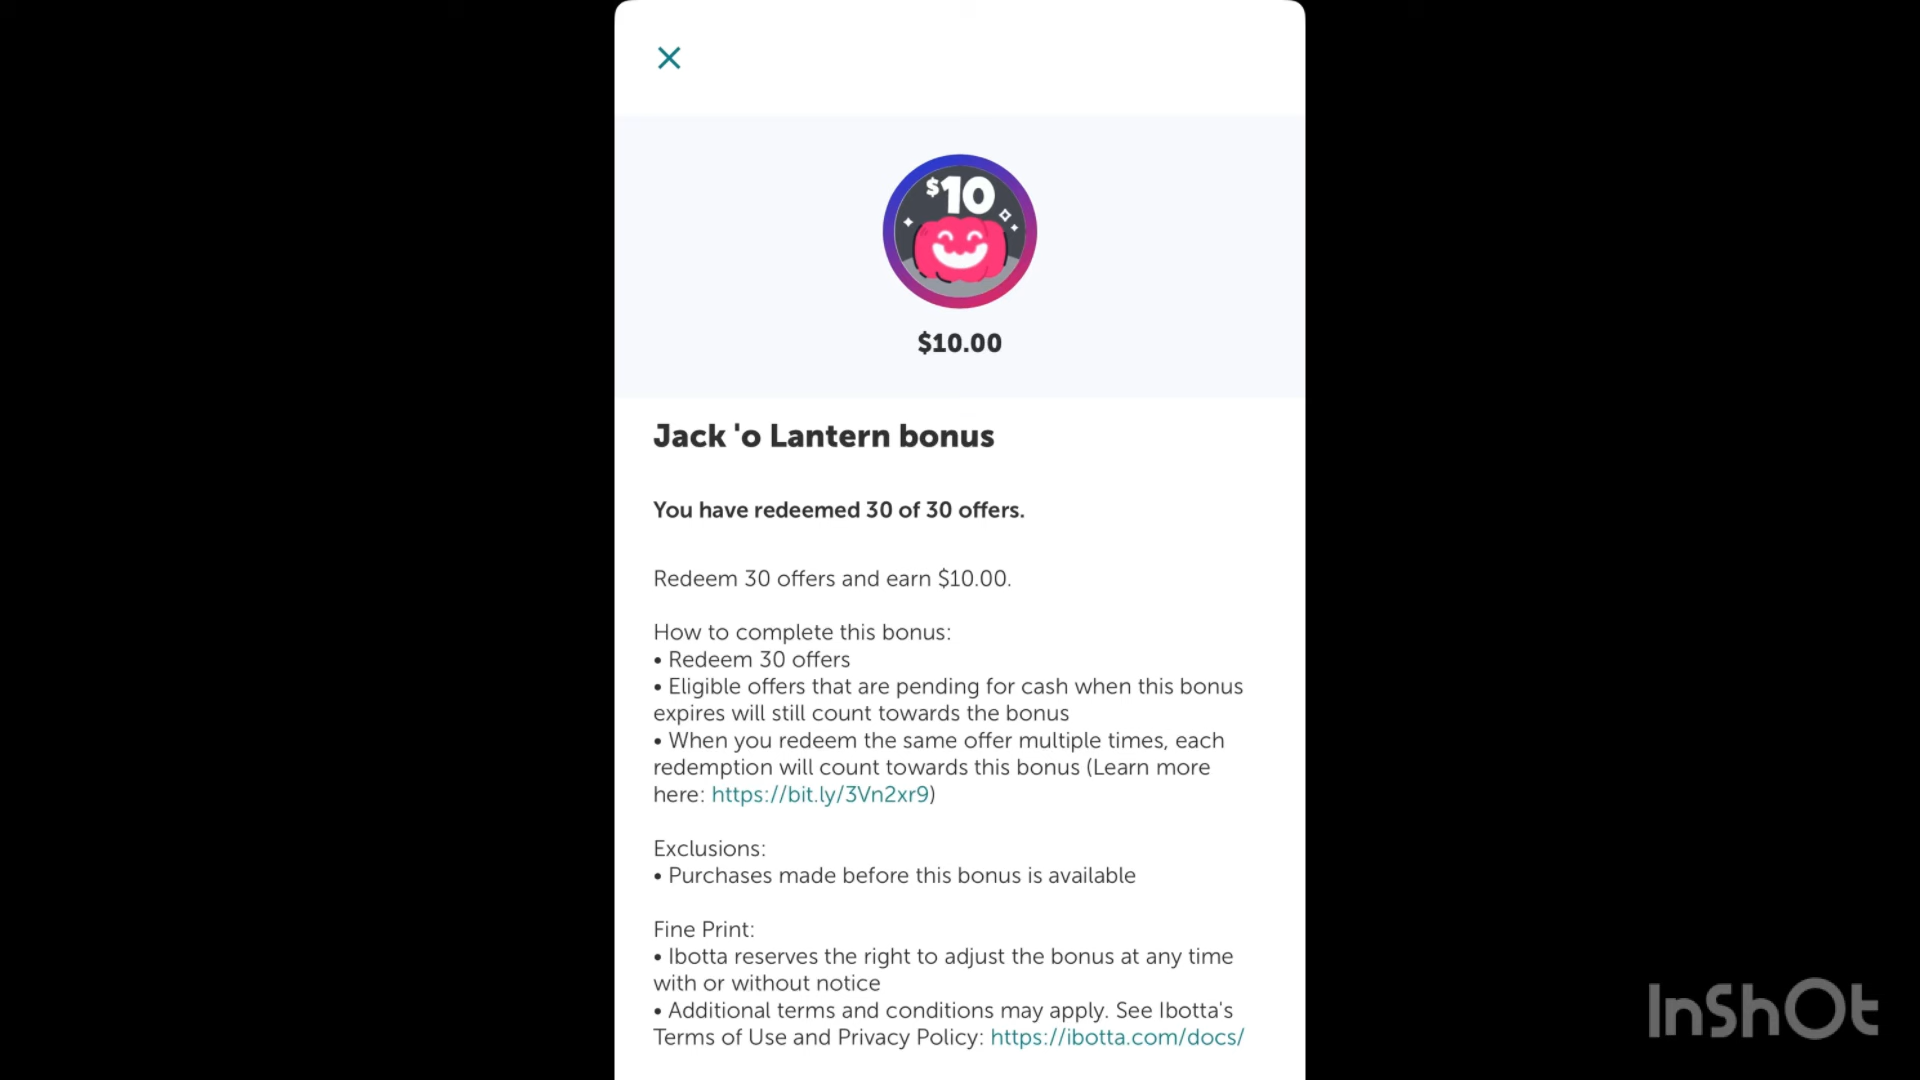 $10
$10.00
Jack 'o Lantern bonus
You have redeemed 30 of 30 offers.
Redeem 30 offers and earn $10.00.
How to complete this bonus:
• Redeem 30 offers
• Eligible offers that are pending for cash when this bonus
expires will still count towards the bonus
• When you redeem the same offer multiple times, each
redemption will count towards this bonus (Learn more
here: https://bit.ly/3Vn2xr9)
Exclusions:
• Purchases made before this bonus is available
Fine Print:
• Ibotta reserves the right to adjust the bonus at any time
with or without notice
• Additional terms and conditions may apply. See Ibotta's
Terms of Use and Privacy Policy: https://ibotta.com/docs/
InShOt